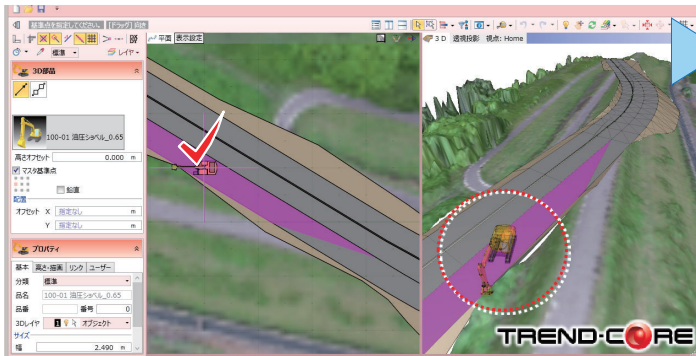 基準点を指定してください。 [[ドラッグ] 向き
標準
レイヤ
3D部品
100-01 油圧ショベル_0.65
高さオフセット 0.000 m
マスタ基準点
鉛直
配置
オフセット X 指定なし m
Y 指定なし m
プロパティ
基本 高さ・描画 リンク ユーザー
分類 標準
品名 100-01 油圧ショベル_0.65
品番 番号 0
3Dレイヤ 1 オブジェクト
サイズ
幅 2.490 m
平面 表示設定
3D 透視投影 視点: Home
TREND-CORE